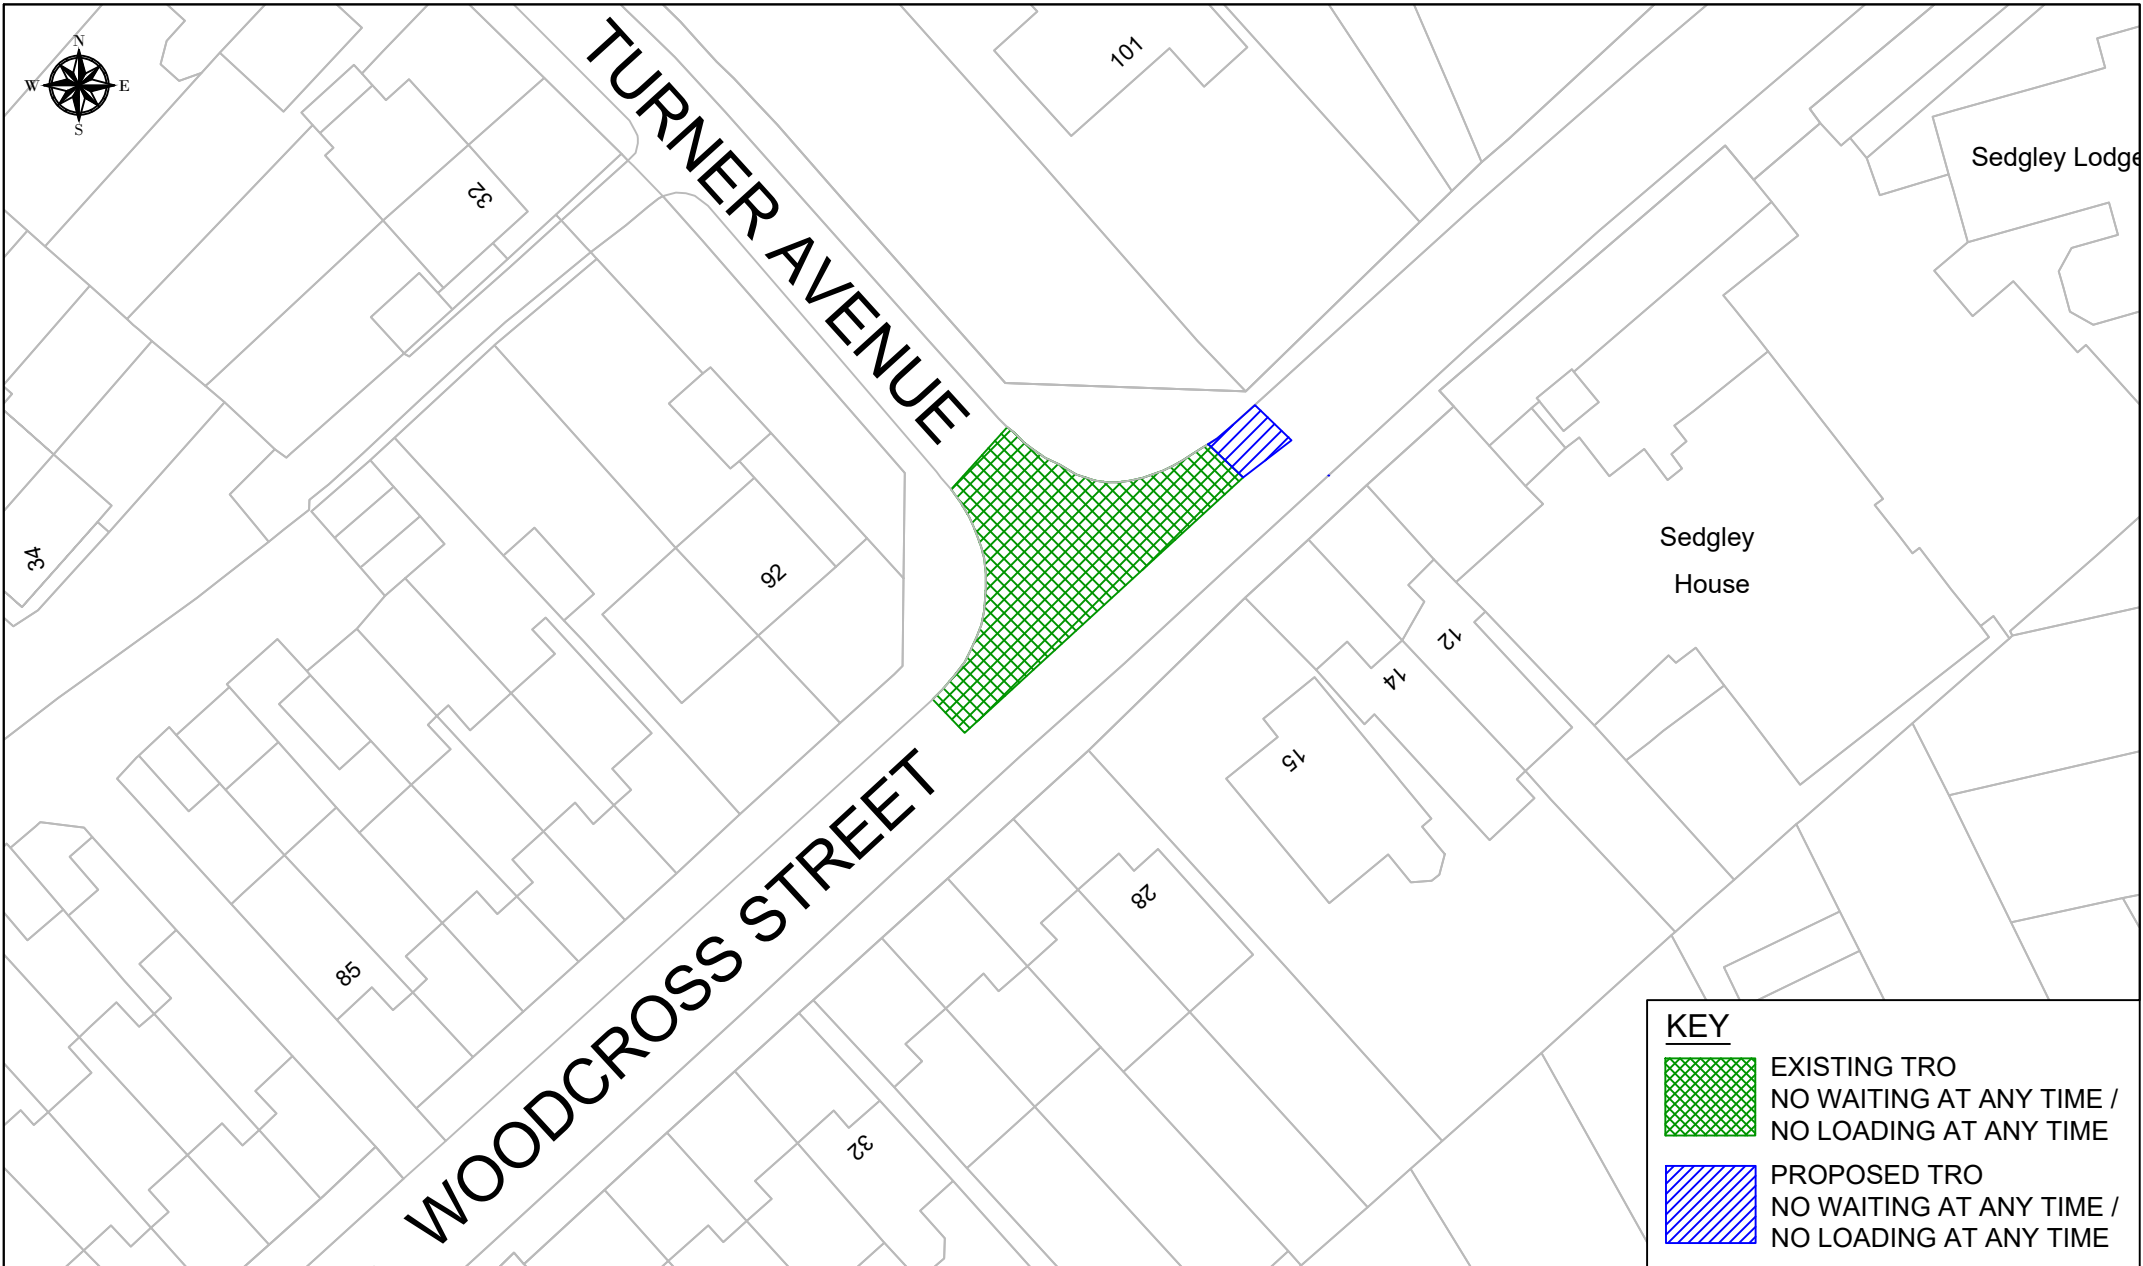 N
W E
S
TURNER AVENUE
101
Sedgley Lodge
32
34
92
Sedgley
House
12
14
15
28
85
32
WOODCROSS STREET
KEY
EXISTING TRO
NO WAITING AT ANY TIME /
NO LOADING AT ANY TIME
PROPOSED TRO
NO WAITING AT ANY TIME /
NO LOADING AT ANY TIME